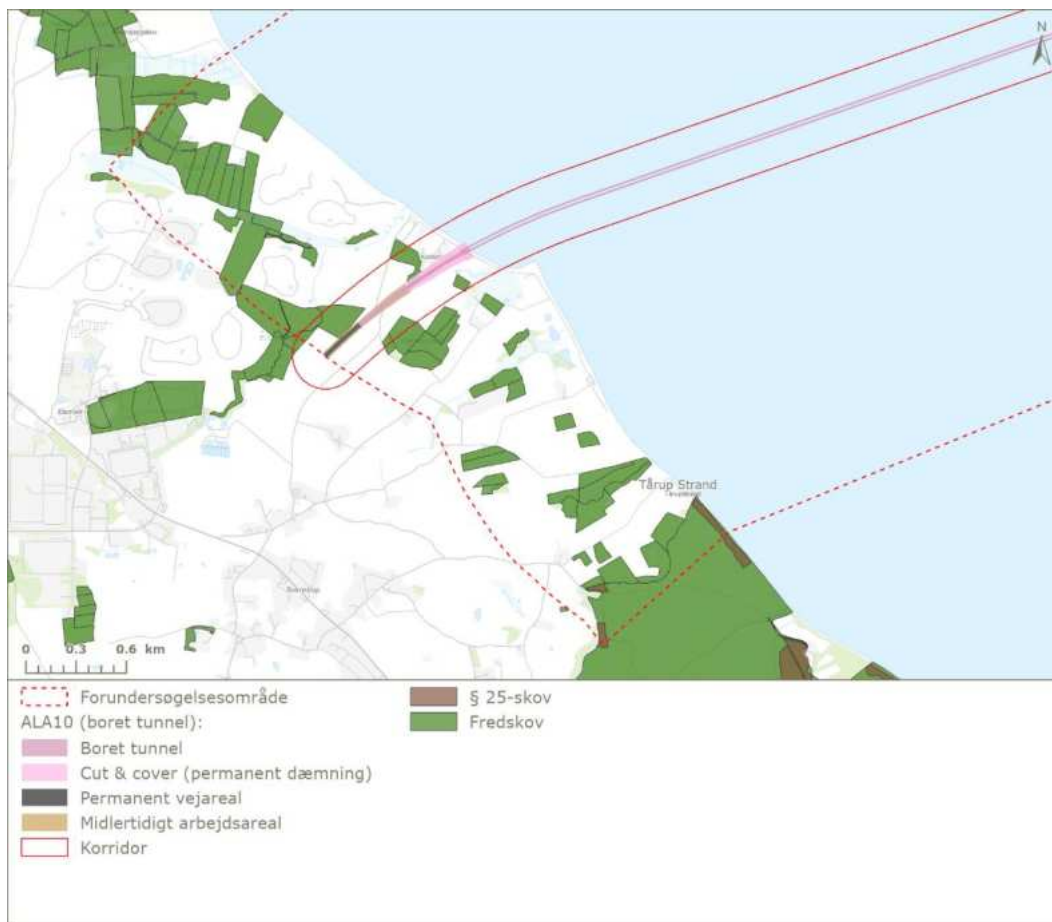 N
Tårup Strand
0 0.3 0.6 km
Forundersøgelsesområde
ALA10 (boret tunnel):
Boret tunnel
Cut & cover (permanent dæmning)
Permanent vejareal
Midlertidigt arbejdsareal
Korridor
§ 25-skov
Fredskov